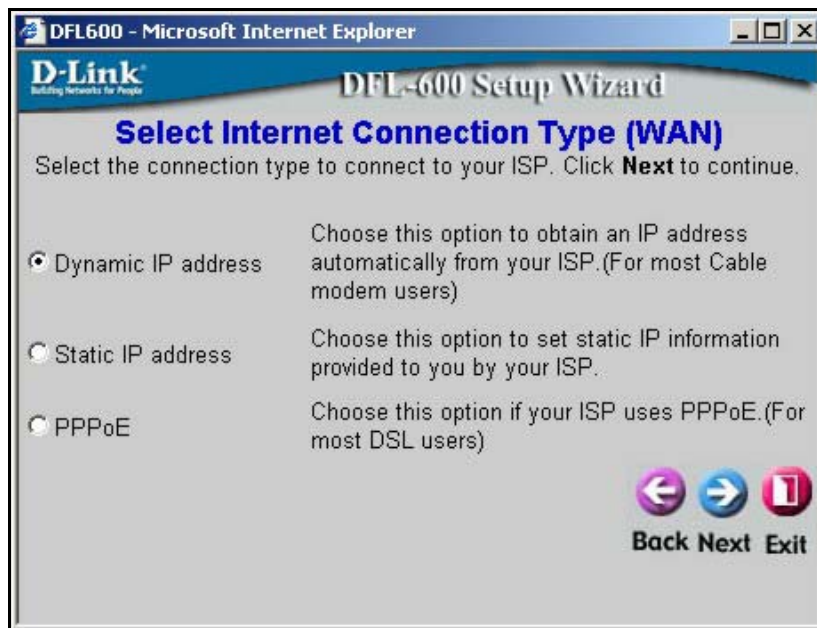 DFL600 - Microsoft Internet Explorer
D-Link
Building Networks for People
DFL-600 Setup Wizard
Select Internet Connection Type (WAN)
Select the connection type to connect to your ISP. Click Next to continue.
Dynamic IP address
Choose this option to obtain an IP address
automatically from your ISP.(For most Cable
modem users)
Static IP address
Choose this option to set static IP information
provided to you by your ISP.
PPPoE
Choose this option if your ISP uses PPPoE.(For
most DSL users)
Back Next Exit